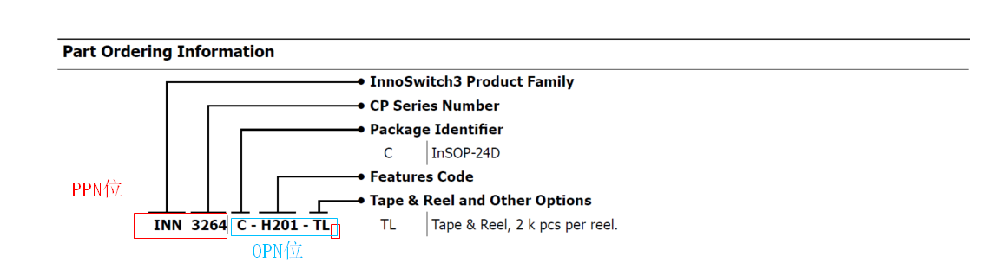 Part Ordering Information
InnoSwitch3 Product Family
CP Series Number
Package Identifier
C InSOP-24D
Features Code
Tape & Reel and Other Options
TL Tape & Reel, 2 k pcs per reel.
PPN位
INN 3264 C - H201 - TL
OPN位